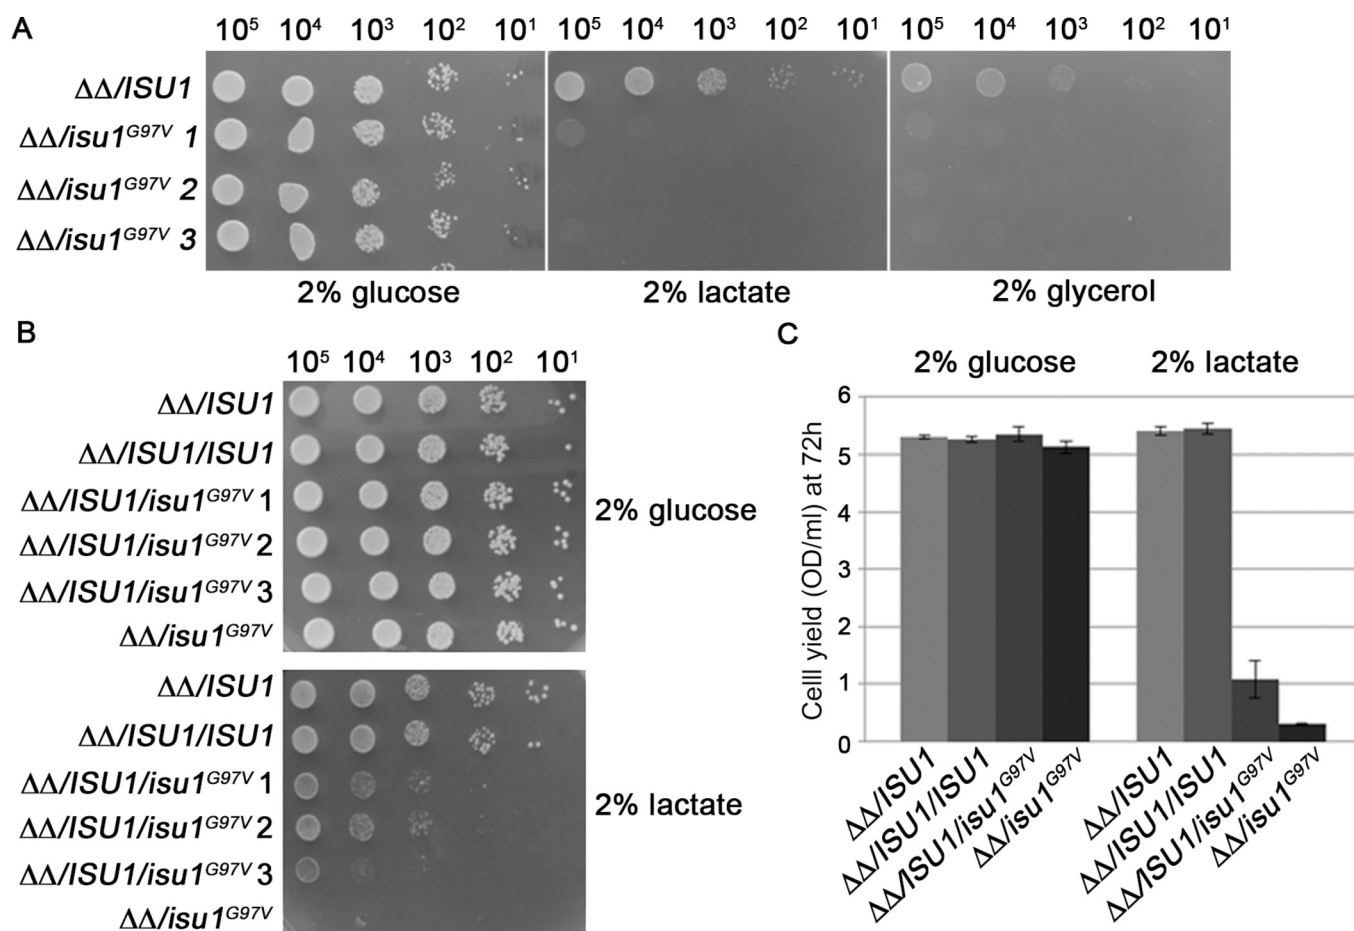 A
10⁵ 10⁴ 10³ 10² 10¹ 10⁵ 10⁴ 10³ 10² 10¹ 10⁵ 10⁴ 10³ 10² 10¹
ΔΔ/ISU1
ΔΔ/isu1ᴳ⁹⁷ⱽ 1
ΔΔ/isu1ᴳ⁹⁷ⱽ 2
ΔΔ/isu1ᴳ⁹⁷ⱽ 3
2% glucose 2% lactate 2% glycerol
B
10⁵ 10⁴ 10³ 10² 10¹
ΔΔ/ISU1
ΔΔ/ISU1/ISU1
ΔΔ/ISU1/isu1ᴳ⁹⁷ⱽ 1
ΔΔ/ISU1/isu1ᴳ⁹⁷ⱽ 2
ΔΔ/ISU1/isu1ᴳ⁹⁷ⱽ 3
ΔΔ/isu1ᴳ⁹⁷ⱽ
2% glucose
ΔΔ/ISU1
ΔΔ/ISU1/ISU1
ΔΔ/ISU1/isu1ᴳ⁹⁷ⱽ 1
ΔΔ/ISU1/isu1ᴳ⁹⁷ⱽ 2
ΔΔ/ISU1/isu1ᴳ⁹⁷ⱽ 3
ΔΔ/isu1ᴳ⁹⁷ⱽ
2% lactate
C
2% glucose 2% lactate
Celll yield (OD/ml) at 72h
6
5
4
3
2
1
0
ΔΔ/ISU1
ΔΔ/ISU1/ISU1
ΔΔ/ISU1/isu1ᴳ⁹⁷ⱽ
ΔΔ/isu1ᴳ⁹⁷ⱽ
ΔΔ/ISU1
ΔΔ/ISU1/ISU1
ΔΔ/ISU1/isu1ᴳ⁹⁷ⱽ
ΔΔ/isu1ᴳ⁹⁷ⱽ